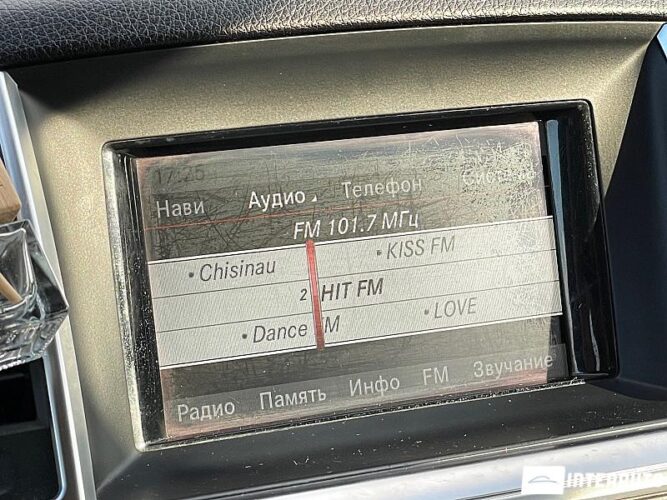 17:25
Нави Аудио Телефон Система
FM 101.7 МГц
• Chisinau • KISS FM
2 HIT FM
• Dance FM • LOVE
Радио Память Инфо FM Звучание
INTERAUTO